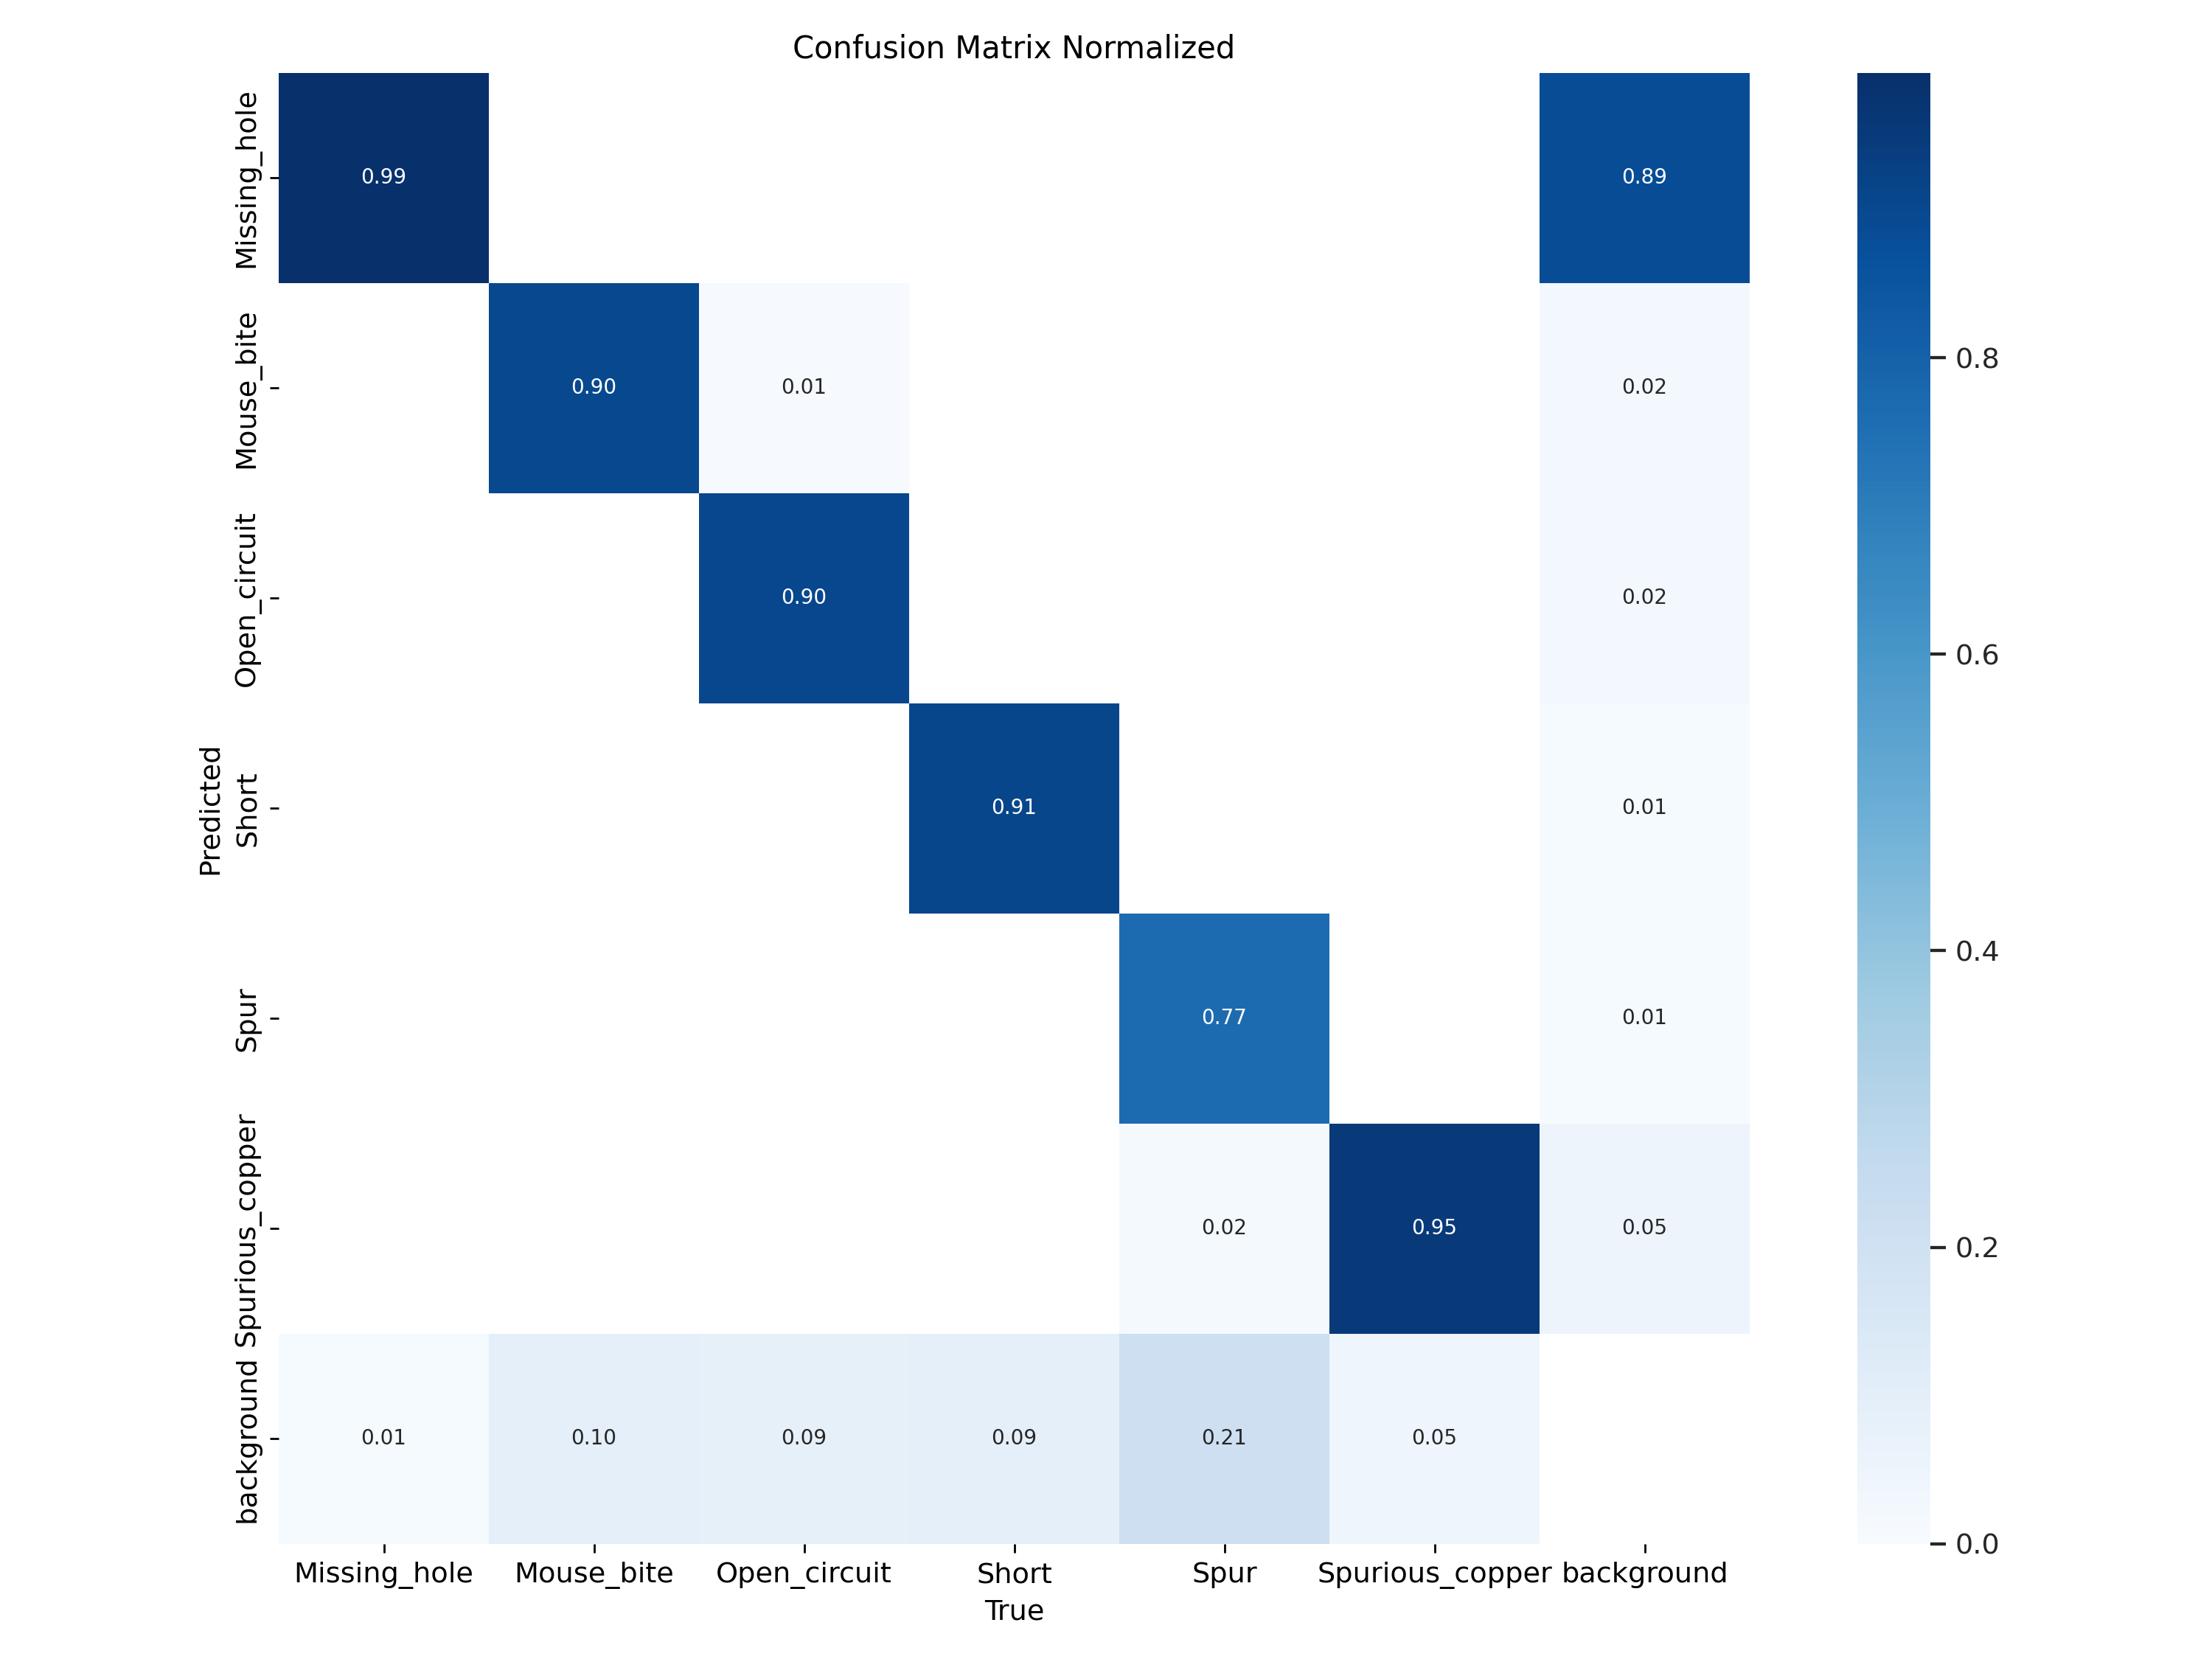 Confusion Matrix Normalized
Missing_hole
0.99
0.89
Mouse_bite
0.90
0.01
0.02
0.8
Open_circuit
0.90
0.02
0.6
Predicted
Short
0.91
0.01
0.4
Spur
0.77
0.01
Spurious_copper
0.02
0.95
0.05
0.2
background
0.01
0.10
0.09
0.09
0.21
0.05
0.0
Missing_hole
Mouse_bite
Open_circuit
Short
Spur
Spurious_copper
background
True